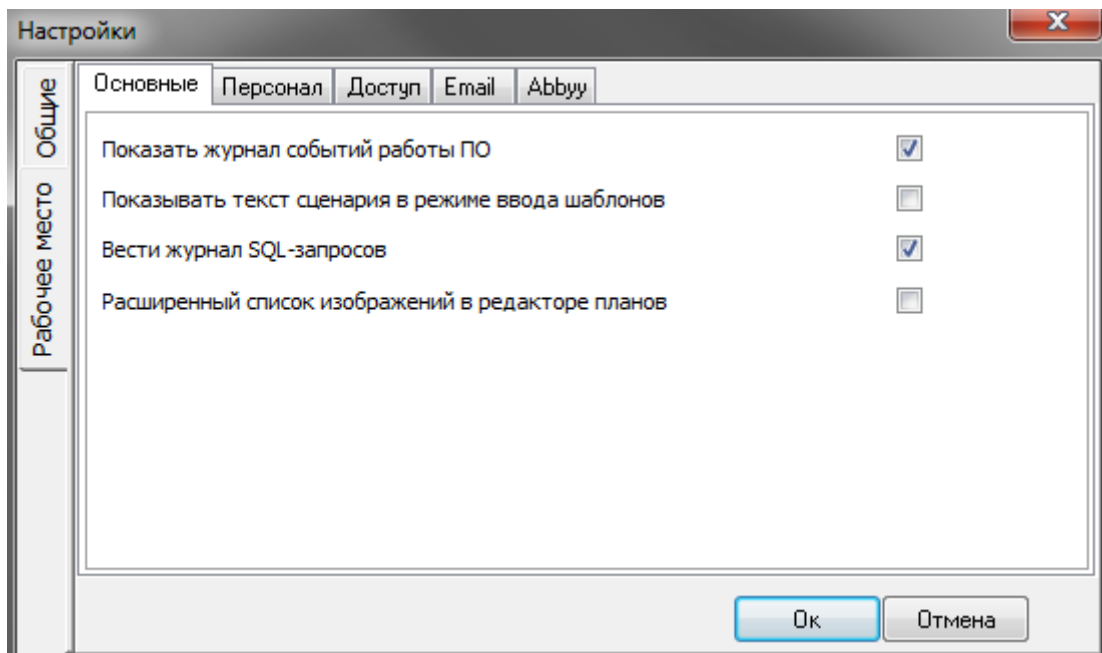 Настройки
Общие
Рабочее место
Основные Персонал Доступ Email Abbyy
Показать журнал событий работы ПО
Показывать текст сценария в режиме ввода шаблонов
Вести журнал SQL-запросов
Расширенный список изображений в редакторе планов
Ок Отмена